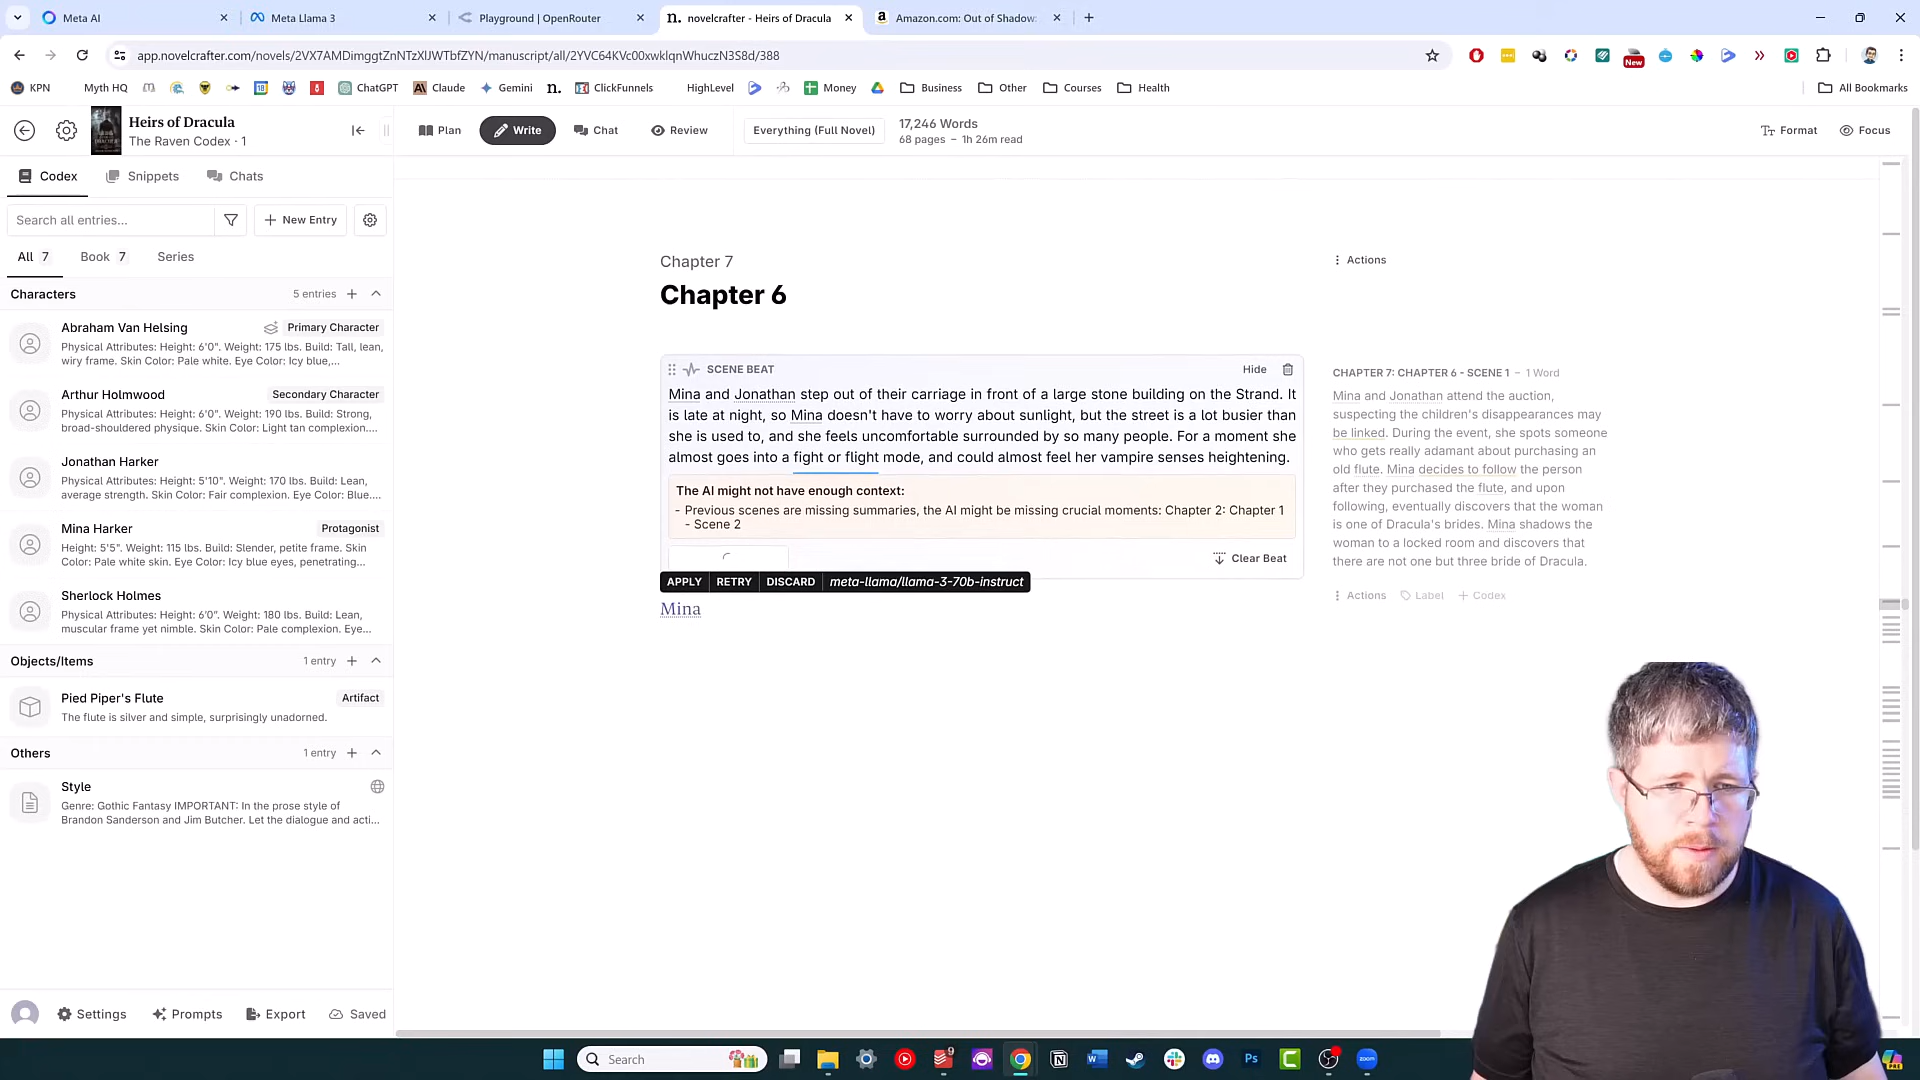 Meta AI
Meta Llama 3
Playground | OpenRouter
novelcrafter - Heirs of Dracula
Amazon.com: Out of Shadow:
app.novelcrafter.com/novels/2VX7AMDimggtZnNTzXlJWTbfZYN/manuscript/all/2YVC64KVc00xwklqnWhuczN3S8d/388
New
KPN
Myth HQ
18
ChatGPT
Claude
Gemini
n.
ClickFunnels
HighLevel
Money
Business
Other
Courses
Health
All Bookmarks
Heirs of Dracula
The Raven Codex · 1
Plan
Write
Chat
Review
Everything (Full Novel)
17,246 Words
68 pages – 1h 26m read
Format
Focus
Codex
Snippets
Chats
Search all entries...
New Entry
All 7
Book 7
Series
Characters
5 entries
Abraham Van Helsing
Primary Character
Physical Attributes: Height: 6'0". Weight: 175 lbs. Build: Tall, lean,
wiry frame. Skin Color: Pale white. Eye Color: Icy blue,...
Arthur Holmwood
Secondary Character
Physical Attributes: Height: 6'0". Weight: 190 lbs. Build: Strong,
broad-shouldered physique. Skin Color: Light tan complexion....
Jonathan Harker
Physical Attributes: Height: 5'10". Weight: 170 lbs. Build: Lean,
average strength. Skin Color: Fair complexion. Eye Color: Blue....
Mina Harker
Protagonist
Height: 5'5". Weight: 115 lbs. Build: Slender, petite frame. Skin
Color: Pale white skin. Eye Color: Icy blue eyes, penetrating...
Sherlock Holmes
Physical Attributes: Height: 6'0". Weight: 180 lbs. Build: Lean,
muscular frame yet nimble. Skin Color: Pale complexion. Eye...
Objects/Items
1 entry
Pied Piper's Flute
Artifact
The flute is silver and simple, surprisingly unadorned.
Others
1 entry
Style
Genre: Gothic Fantasy IMPORTANT: In the prose style of
Brandon Sanderson and Jim Butcher. Let the dialogue and acti...
Settings
Prompts
Export
Saved
Chapter 7
Actions
Chapter 6
SCENE BEAT
Hide
Mina and Jonathan step out of their carriage in front of a large stone building on the Strand. It
is late at night, so Mina doesn't have to worry about sunlight, but the street is a lot busier than
she is used to, and she feels uncomfortable surrounded by so many people. For a moment she
almost goes into a fight or flight mode, and could almost feel her vampire senses heightening.
The AI might not have enough context:
- Previous scenes are missing summaries, the AI might be missing crucial moments: Chapter 2: Chapter 1
- Scene 2
Clear Beat
APPLY RETRY DISCARD meta-llama/llama-3-70b-instruct
Mina
CHAPTER 7: CHAPTER 6 - SCENE 1 – 1 Word
Mina and Jonathan attend the auction,
suspecting the children's disappearances may
be linked. During the event, she spots someone
who gets really adamant about purchasing an
old flute. Mina decides to follow the person
after they purchased the flute, and upon
following, eventually discovers that the woman
is one of Dracula's brides. Mina shadows the
woman to a locked room and discovers that
there are not one but three bride of Dracula.
Actions
Label
Codex
Search
9
Ps
zoom